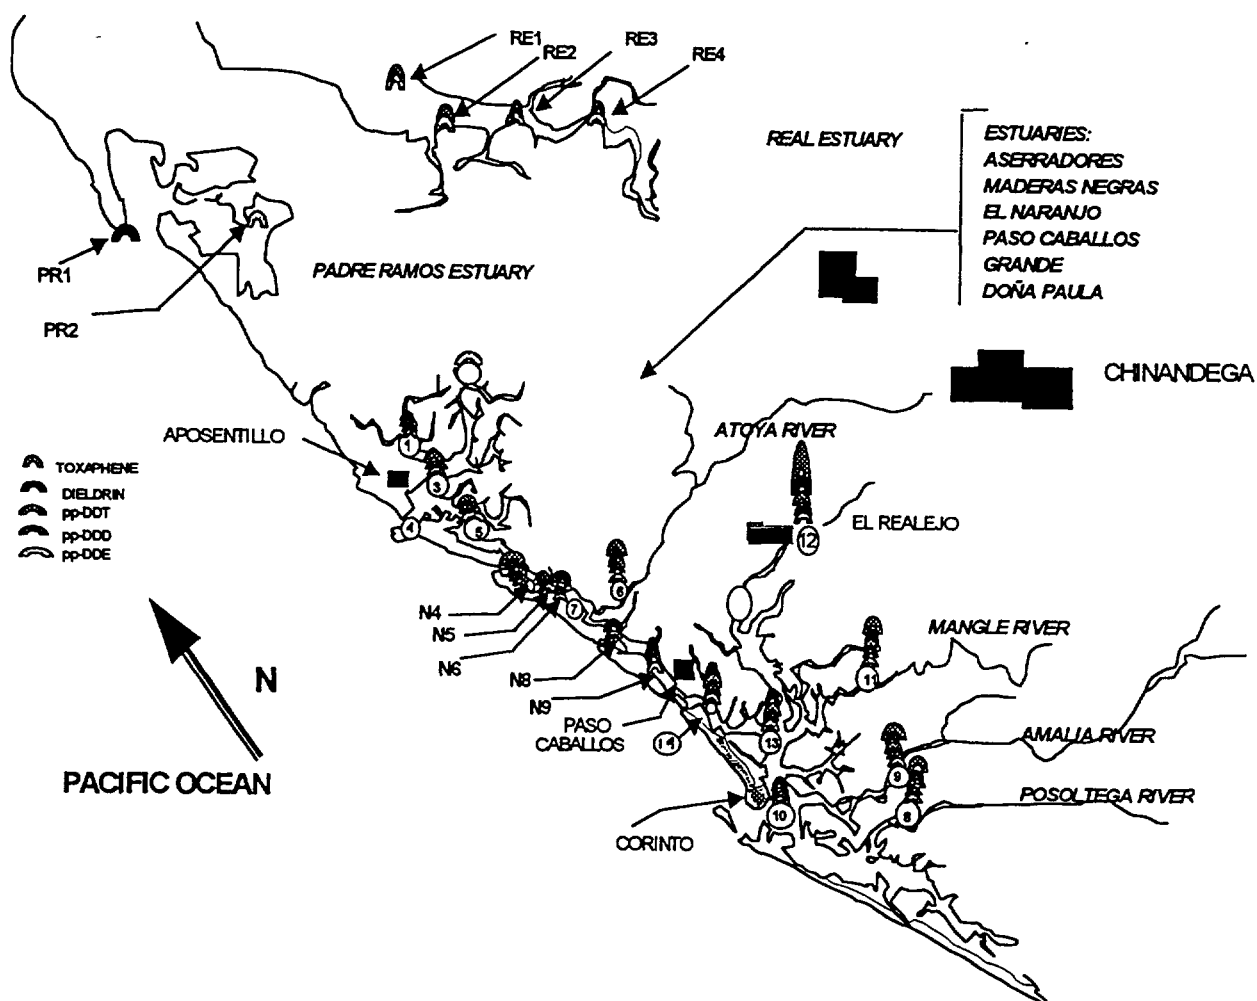 RE1
RE2
RE3
RE4
REAL ESTUARY
ESTUARIES:
ASERRADORES
MADERAS NEGRAS
EL NARANJO
PASO CABALLOS
GRANDE
DOÑA PAULA
PR1
PADRE RAMOS ESTUARY
PR2
CHINANDEGA
APOSENTILLO
ATOYA RIVER
1
3
4
5
TOXAPHENE
DIELDRIN
pp-DDT
pp-DDD
pp-DDE
EL REALEJO
12
6
7
N4
N5
N6
N8
N9
MANGLE RIVER
11
PASO
CABALLOS
13
N
PACIFIC OCEAN
AMALIA RIVER
9
POSOLTEGA RIVER
8
10
CORINTO